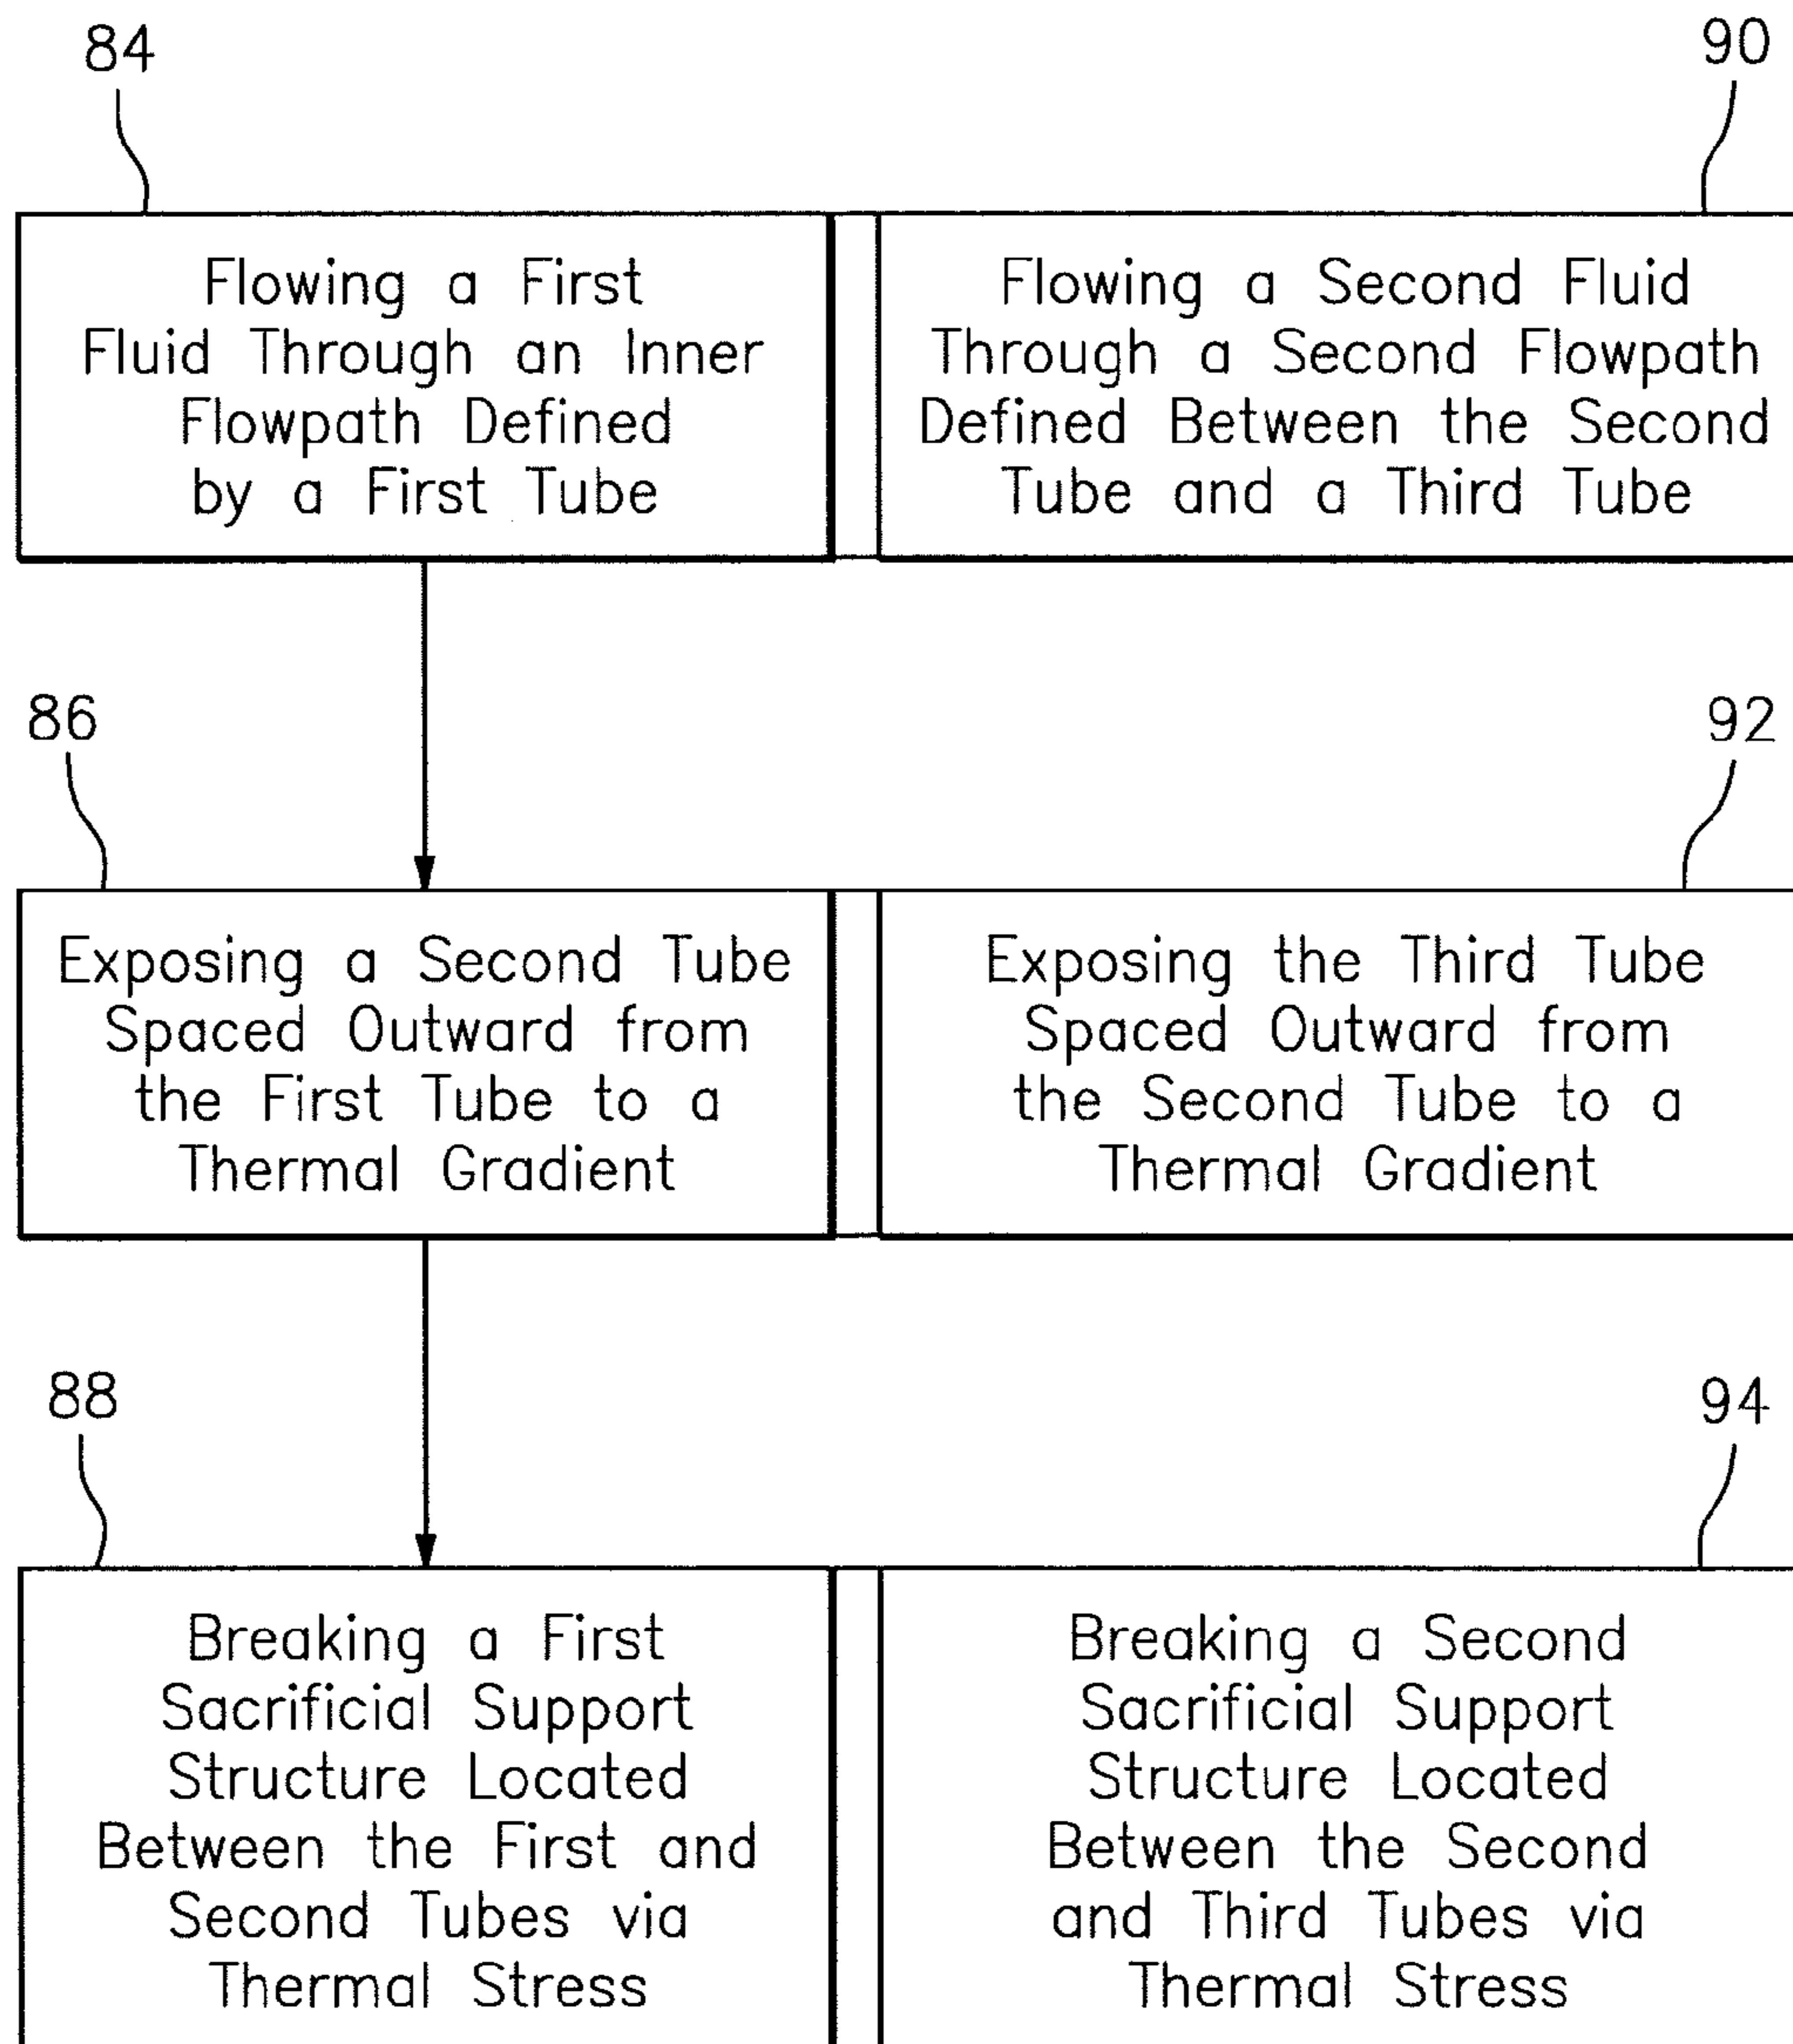 84
90
Flowing a First
Fluid Through an Inner
Flowpath Defined
by a First Tube
Flowing a Second Fluid
Through a Second Flowpath
Defined Between the Second
Tube and a Third Tube
86
92
Exposing a Second Tube
Spaced Outward from
the First Tube to a
Thermal Gradient
Exposing the Third Tube
Spaced Outward from
the Second Tube to a
Thermal Gradient
88
94
Breaking a First
Sacrificial Support
Structure Located
Between the First and
Second Tubes via
Thermal Stress
Breaking a Second
Sacrificial Support
Structure Located
Between the Second
and Third Tubes via
Thermal Stress